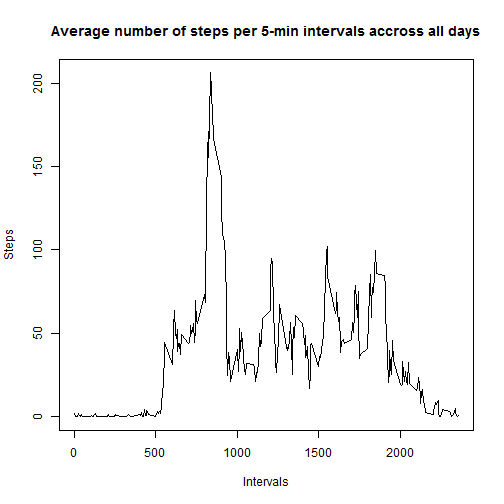 Average number of steps per 5-min intervals accross all days
200
150
100
50
0
Steps
0 500 1000 1500 2000
Intervals